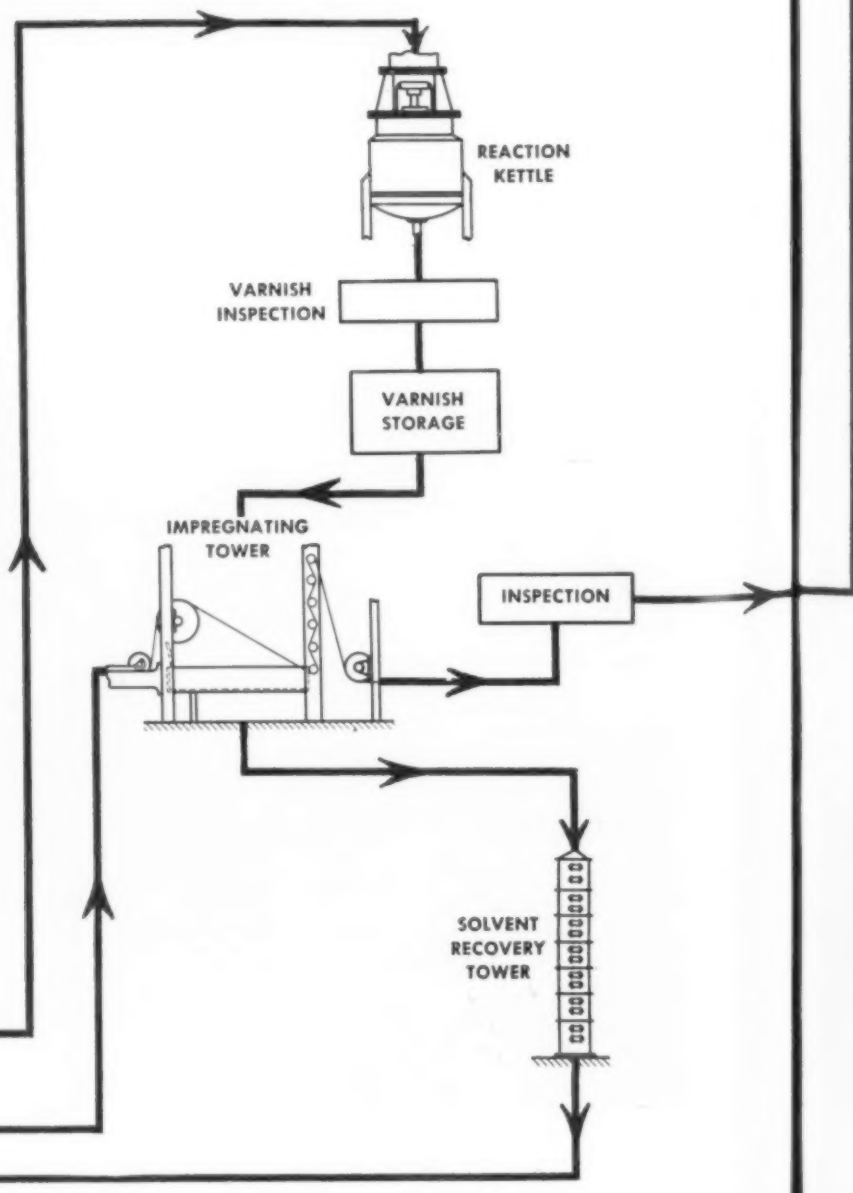 REACTION
KETTLE
VARNISH
INSPECTION
VARNISH
STORAGE
IMPREGNATING
TOWER
INSPECTION
SOLVENT
RECOVERY
TOWER